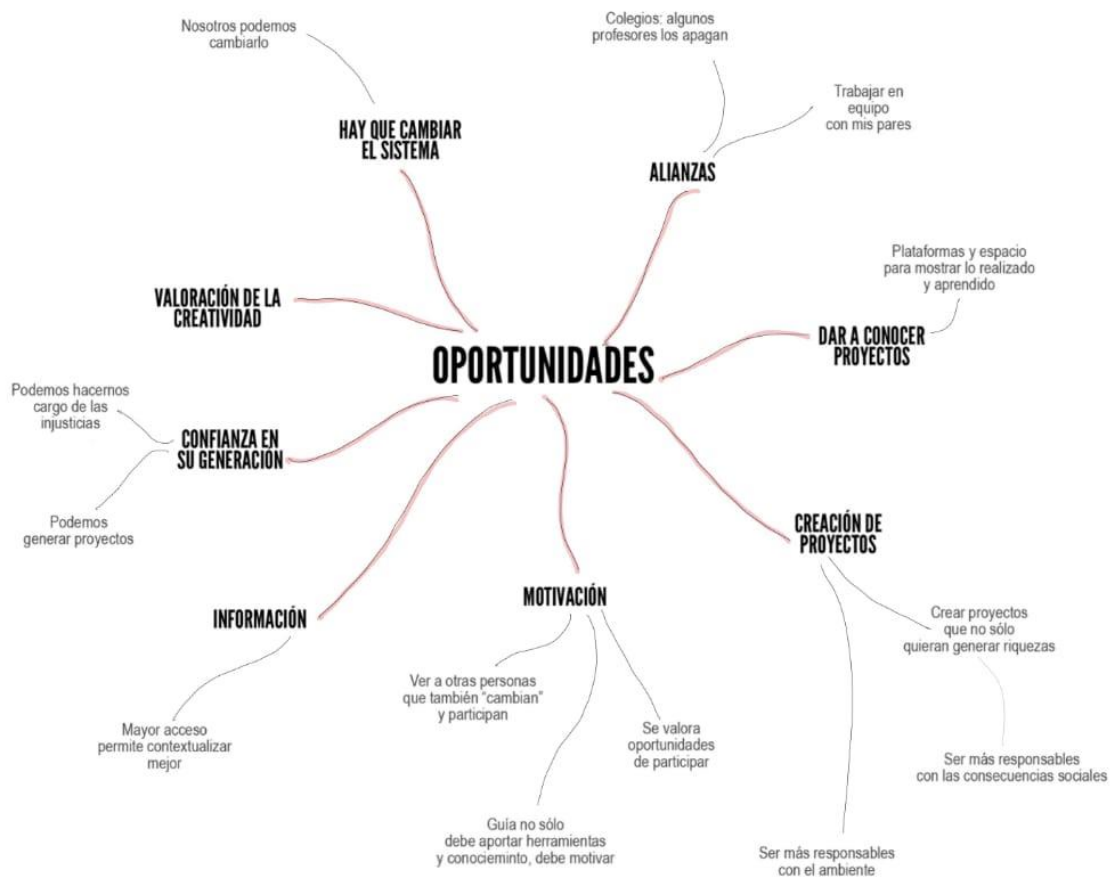 Nosotros podemos
cambiarlo
HAY QUE CAMBIAR
EL SISTEMA
Colegios: algunos
profesores los apagan
Trabajar en
equipo
con mis pares
ALIANZAS
Plataformas y espacio
para mostrar lo realizado
y aprendido
DAR A CONOCER
PROYECTOS
VALORACIÓN DE LA
CREATIVIDAD
OPORTUNIDADES
Podemos hacernos
cargo de las
injusticias
CONFIANZA EN
SU GENERACIÓN
Podemos
generar proyectos
INFORMACIÓN
Mayor acceso
permite contextualizar
mejor
MOTIVACIÓN
Ver a otras personas
que también “cambian”
y participan
Guía no sólo
debe aportar herramientas
y conocieminto, debe motivar
Se valora
oportunidades
de participar
CREACIÓN DE
PROYECTOS
Crear proyectos
que no sólo
quieran generar riquezas
Ser más responsables
con las consecuencias sociales
Ser más responsables
con el ambiente